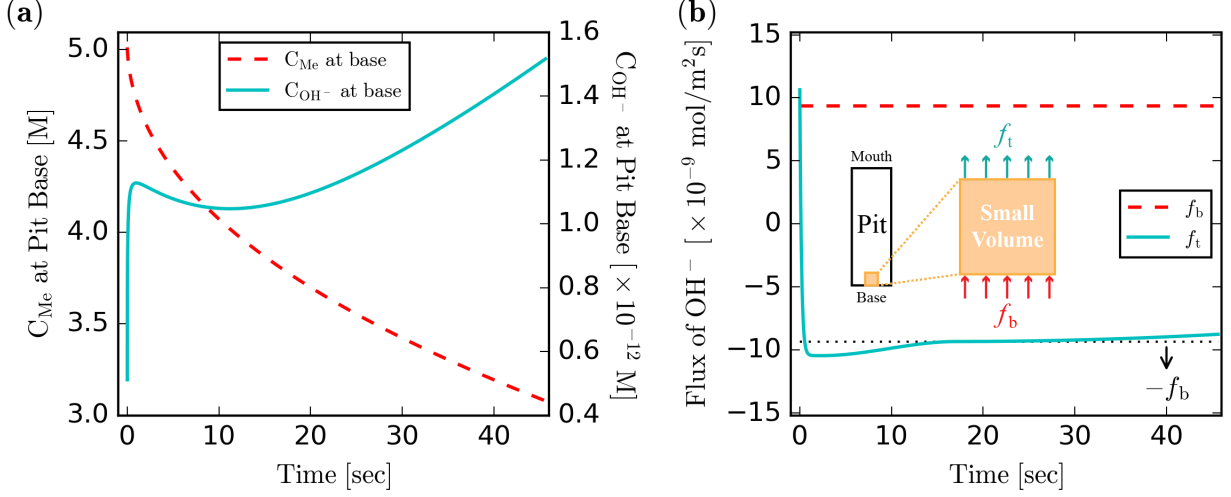 (a)
5.0
4.5
4.0
3.5
3.0
C_Me at Pit Base [M]
C_Me at base
C_OH⁻ at base
1.6
1.4
1.2
1.0
0.8
0.6
0.4
C_OH⁻ at Pit Base [×10⁻¹² M]
0
10
20
30
40
Time [sec]
(b)
15
10
5
0
−5
−10
−15
Flux of OH⁻ [×10⁻⁹ mol/m²s]
Mouth
Pit
Base
f_t
Small
Volume
f_b
f_b
f_t
−f_b
0
10
20
30
40
Time [sec]